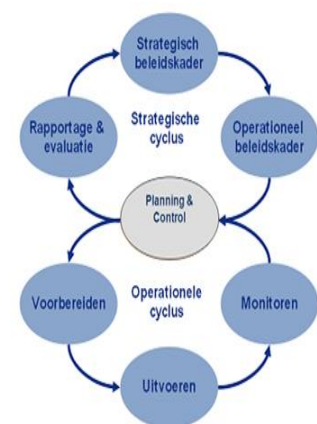 Strategisch
beleidskader
Rapportage &
evaluatie
Strategische
cyclus
Operationeel
beleidskader
Planning &
Control
Voorbereiden
Operationele
cyclus
Monitoren
Uitvoeren